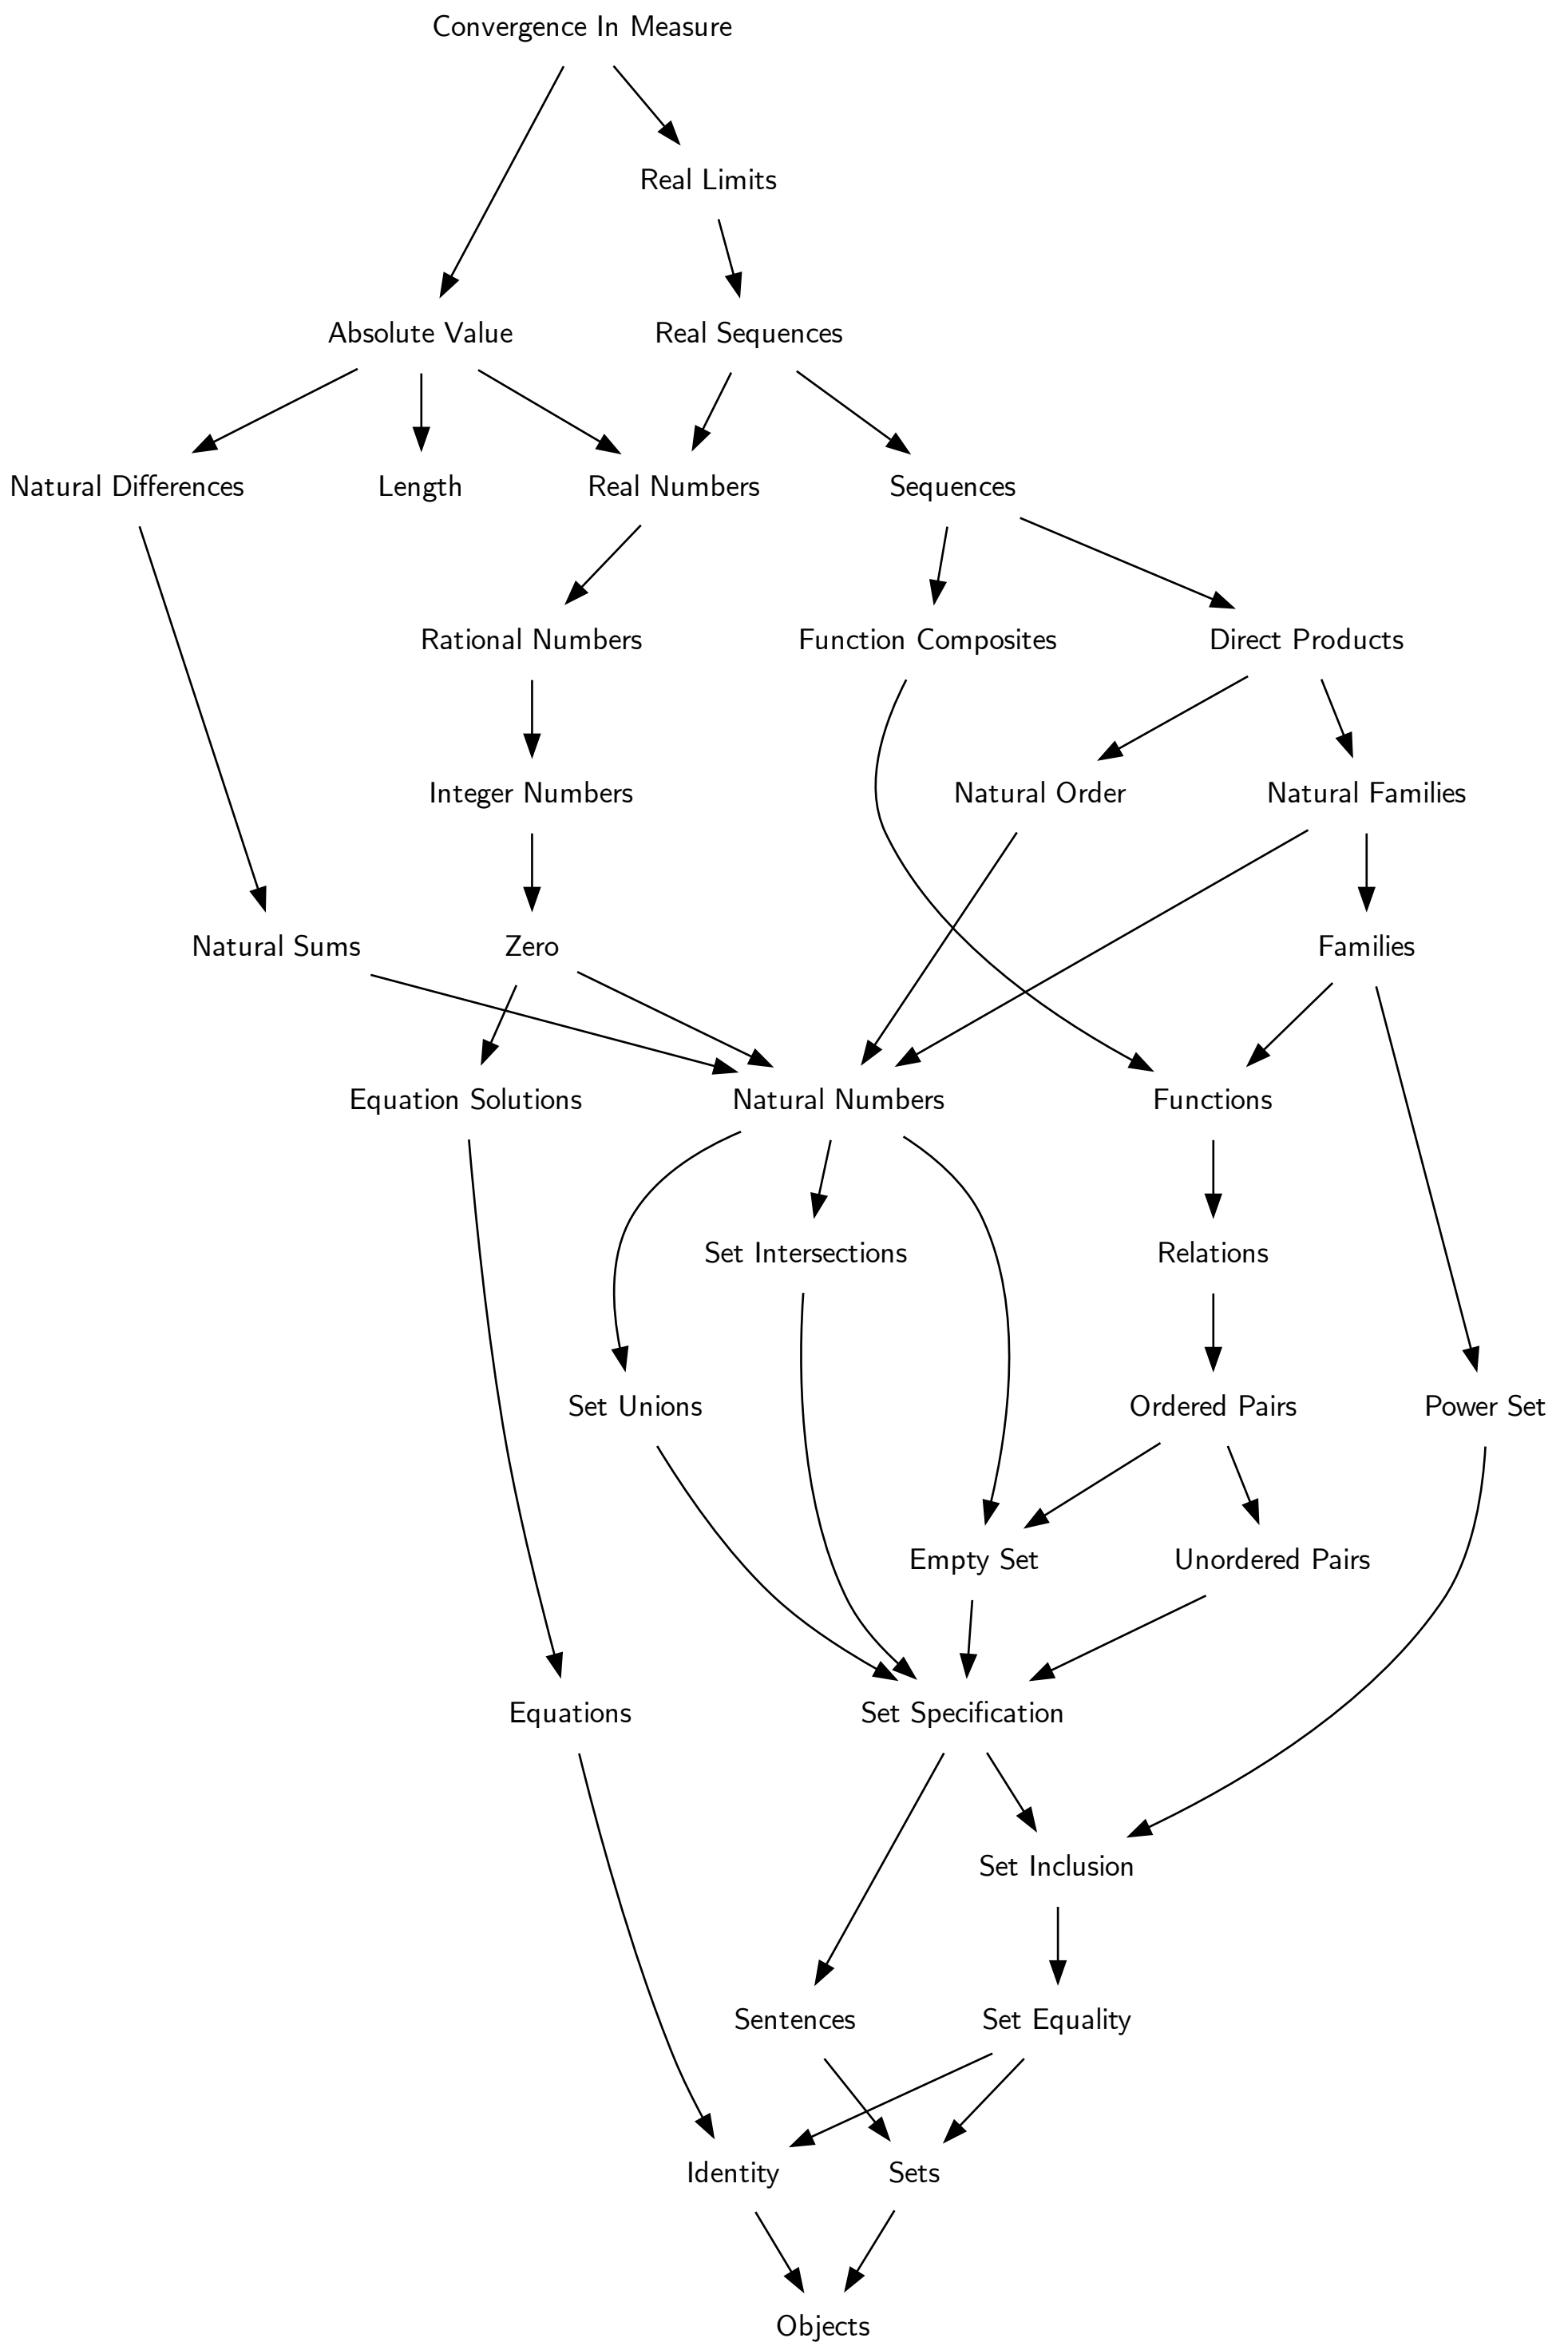 Convergence In Measure
Real Limits
Absolute Value
Real Sequences
Natural Differences
Length
Real Numbers
Sequences
Rational Numbers
Function Composites
Direct Products
Integer Numbers
Natural Order
Natural Families
Natural Sums
Zero
Families
Equation Solutions
Natural Numbers
Functions
Set Intersections
Relations
Set Unions
Ordered Pairs
Power Set
Empty Set
Unordered Pairs
Equations
Set Specification
Set Inclusion
Sentences
Set Equality
Identity
Sets
Objects